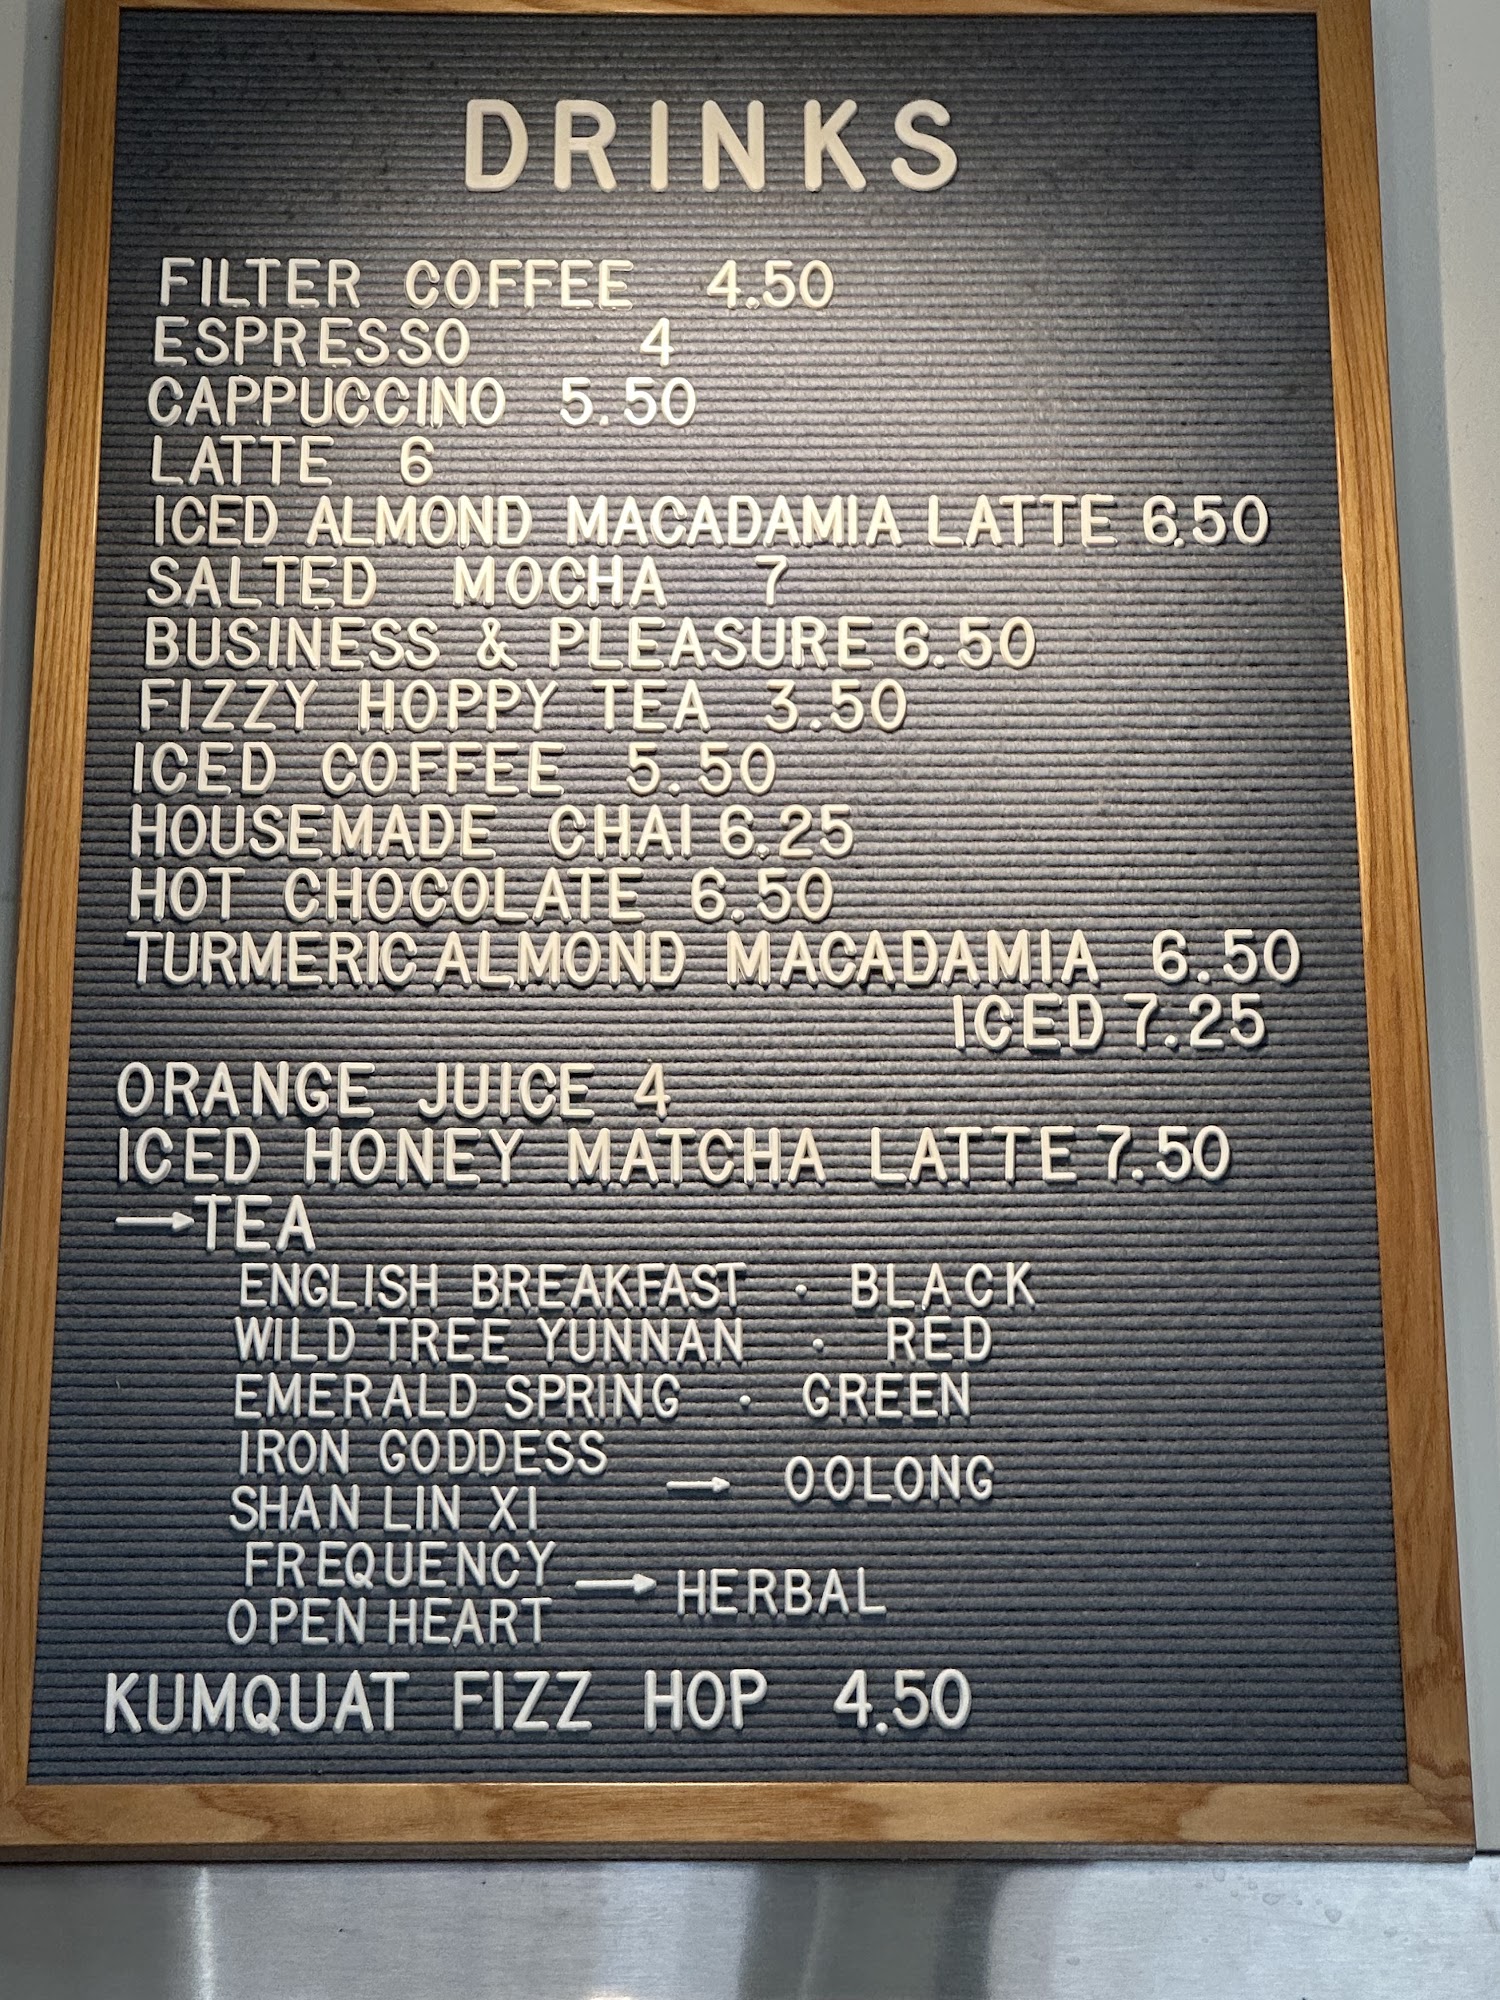 DRINKS
FILTER COFFEE 4.50
ESPRESSO 4
CAPPUCCINO 5.50
LATTE 6
ICED ALMOND MACADAMIA LATTE 6.50
SALTED MOCHA 7
BUSINESS & PLEASURE 6.50
FIZZY HOPPY TEA 3.50
ICED COFFEE 5.50
HOUSEMADE CHAI 6.25
HOT CHOCOLATE 6.50
TURMERIC ALMOND MACADAMIA 6.50
ICED 7.25
ORANGE JUICE 4
ICED HONEY MATCHA LATTE 7.50
→TEA
ENGLISH BREAKFAST · BLACK
WILD TREE YUNNAN · RED
EMERALD SPRING · GREEN
IRON GODDESS
SHAN LIN XI → OOLONG
FREQUENCY
OPEN HEART → HERBAL
KUMQUAT FIZZ HOP 4.50